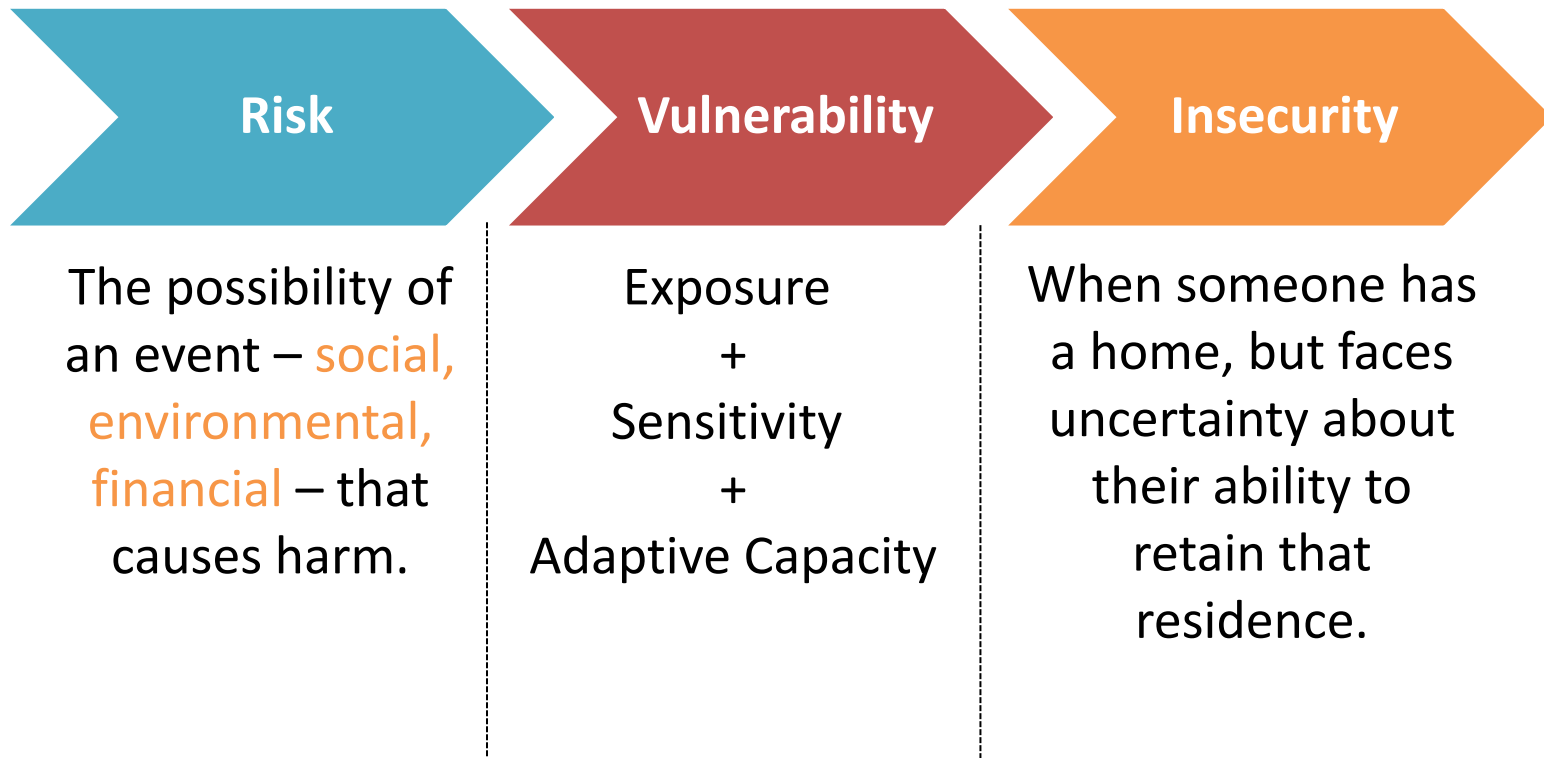 Risk
Vulnerability
Insecurity
The possibility of
an event – social,
environmental,
financial – that
causes harm.
Exposure
+
Sensitivity
+
Adaptive Capacity
When someone has
a home, but faces
uncertainty about
their ability to
retain that
residence.